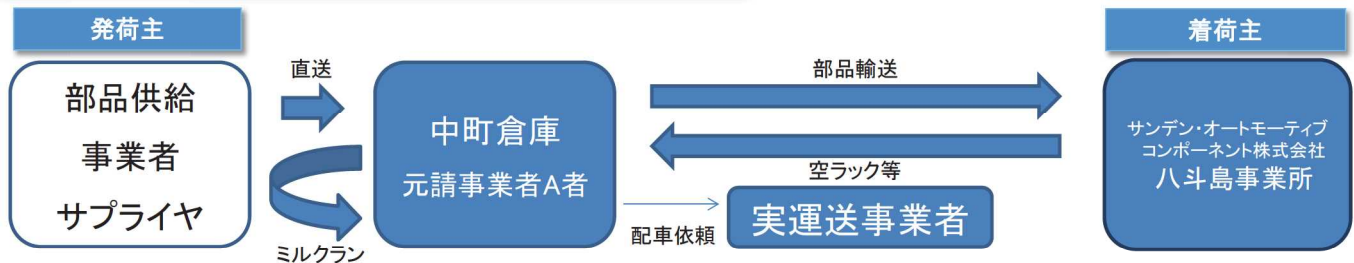 発荷主
部品供給
事業者
サプライヤ
直送
ミルクラン
中町倉庫
元請事業者A者
部品輸送
空ラック等
配車依頼
実運送事業者
着荷主
サンデン・オートモーティブ
コンポーネント株式会社
八斗島事業所